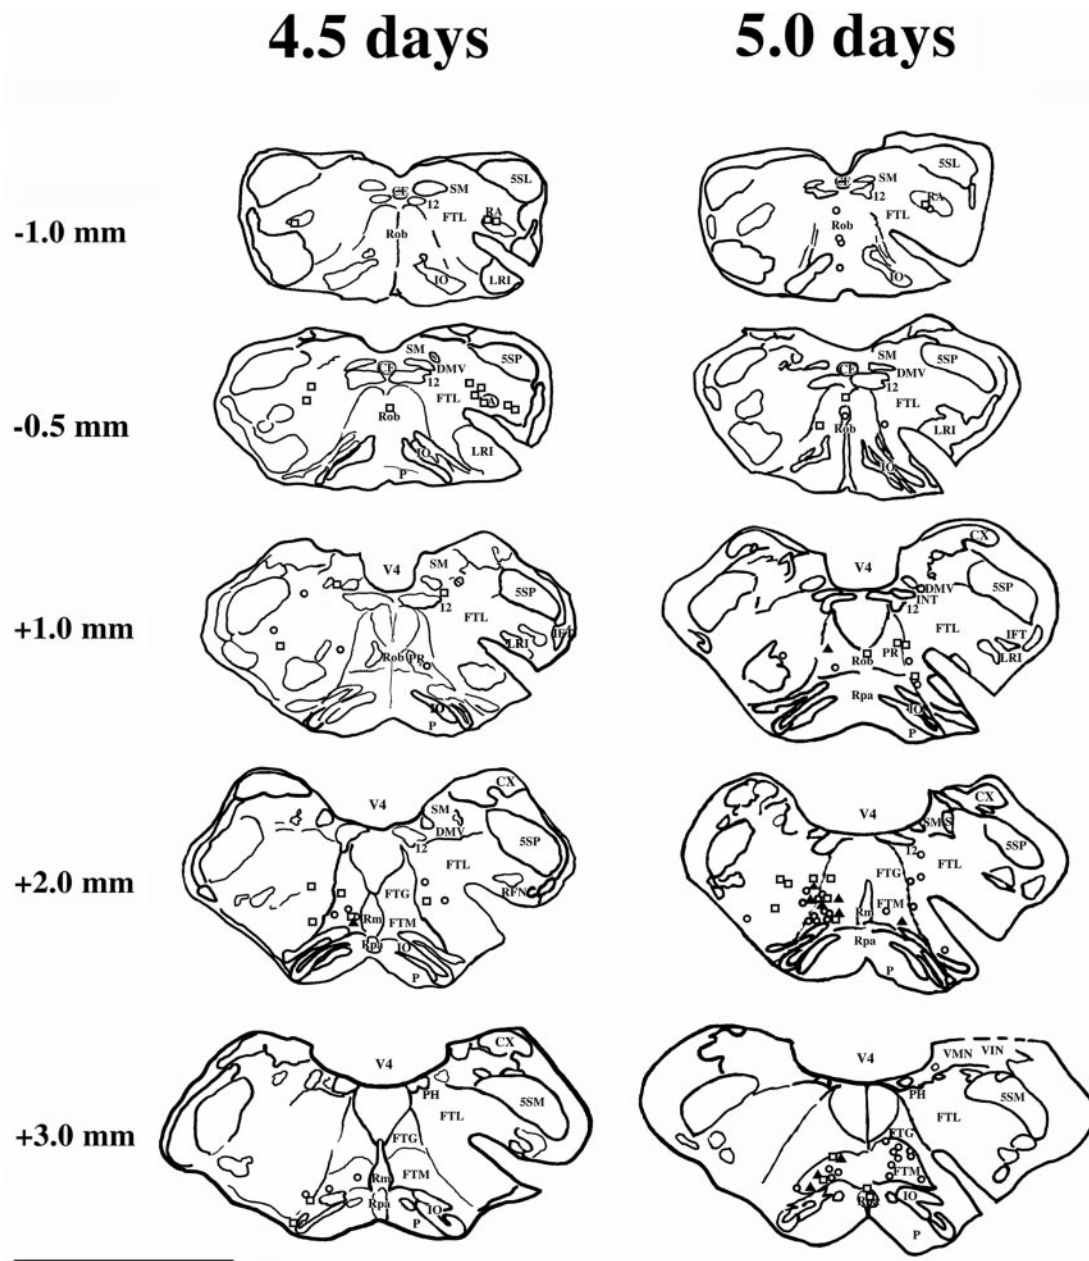 4.5 days 5.0 days
-1.0 mm
CE SM 5SL
12
FTL RA
Rob
IO LRI
CE SM 5SL
12
FTL RA
Rob
IO
-0.5 mm
SM
CE DMV 5SP
12
FTL
Rob
IO LRI
P
SM
CE DMV 5SP
12
FTL
Rob LRI
IO
+1.0 mm
V4 SM
5SP
12 FTL
LRI
Rob PR
IO
P
CX
V4
DMV 5SP
INT
12
FTL IFT
PR LRI
Rob
Rpa
IO
P
+2.0 mm
CX
V4 SM
DMV 5SP
12
FTL
FTG RFN
Rm FTM
Rpa IO
P
V4 CX
SM S
12 5SP
FTL
FTG
FTM
Rm
Rpa
P
+3.0 mm
CX
V4
PH 5SM
FTL
FTG
Rm FTM
Rpa IO
P
V4 VMN VIN
PH 5SM
FTL
FTG
FTM
IO
P